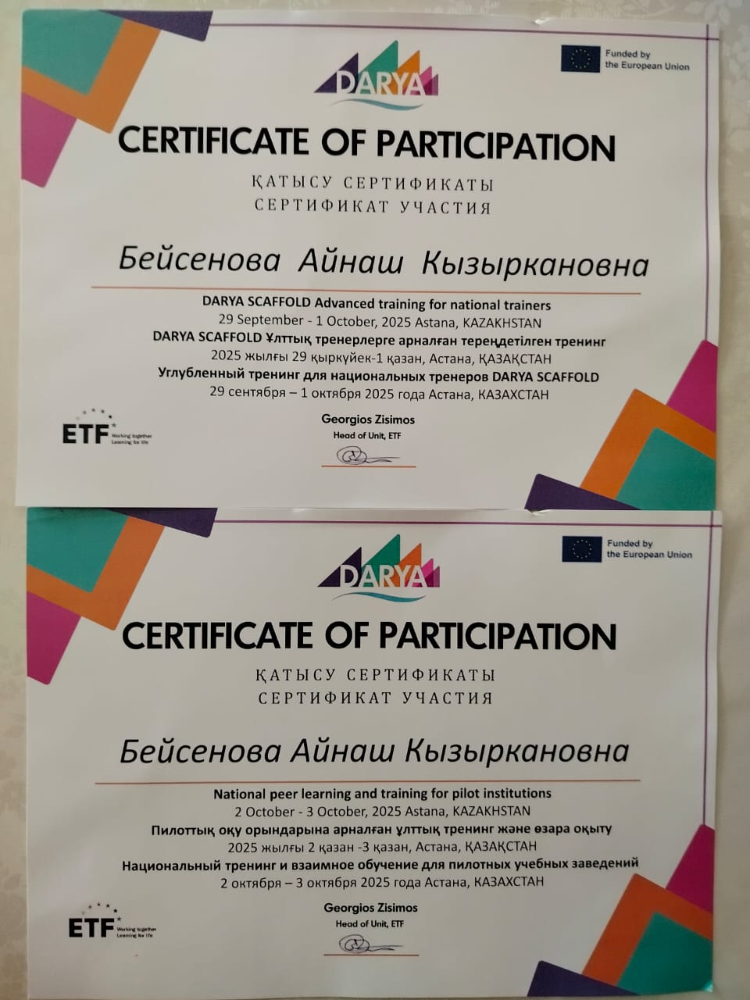 DARYA
Funded by
the European Union
CERTIFICATE OF PARTICIPATION
ҚАТЫСУ СЕРТИФИКАТЫ
СЕРТИФИКАТ УЧАСТИЯ
Бейсенова Айнаш Кызыркановна
DARYA SCAFFOLD Advanced training for national trainers
29 September - 1 October, 2025 Astana, KAZAKHSTAN
DARYA SCAFFOLD Ұлттық тренерлерге арналған тереңдетілген тренинг
2025 жылғы 29 қыркүйек-1 қазан, Астана, ҚАЗАҚСТАН
Углубленный тренинг для национальных тренеров DARYA SCAFFOLD
29 сентября – 1 октября 2025 года Астана, КАЗАХСТАН
Georgios Zisimos
Head of Unit, ETF
ETF
Working together
Learning for life
DARYA
Funded by
the European Union
CERTIFICATE OF PARTICIPATION
ҚАТЫСУ СЕРТИФИКАТЫ
СЕРТИФИКАТ УЧАСТИЯ
Бейсенова Айнаш Кызыркановна
National peer learning and training for pilot institutions
2 October - 3 October, 2025 Astana, KAZAKHSTAN
Пилоттық оқу орындарына арналған ұлттық тренинг және өзара оқыту
2025 жылғы 2 қазан -3 қазан, Астана, ҚАЗАҚСТАН
Национальный тренинг и взаимное обучение для пилотных учебных заведений
2 октября – 3 октября 2025 года Астана, КАЗАХСТАН
Georgios Zisimos
Head of Unit, ETF
ETF
Working together
Learning for life